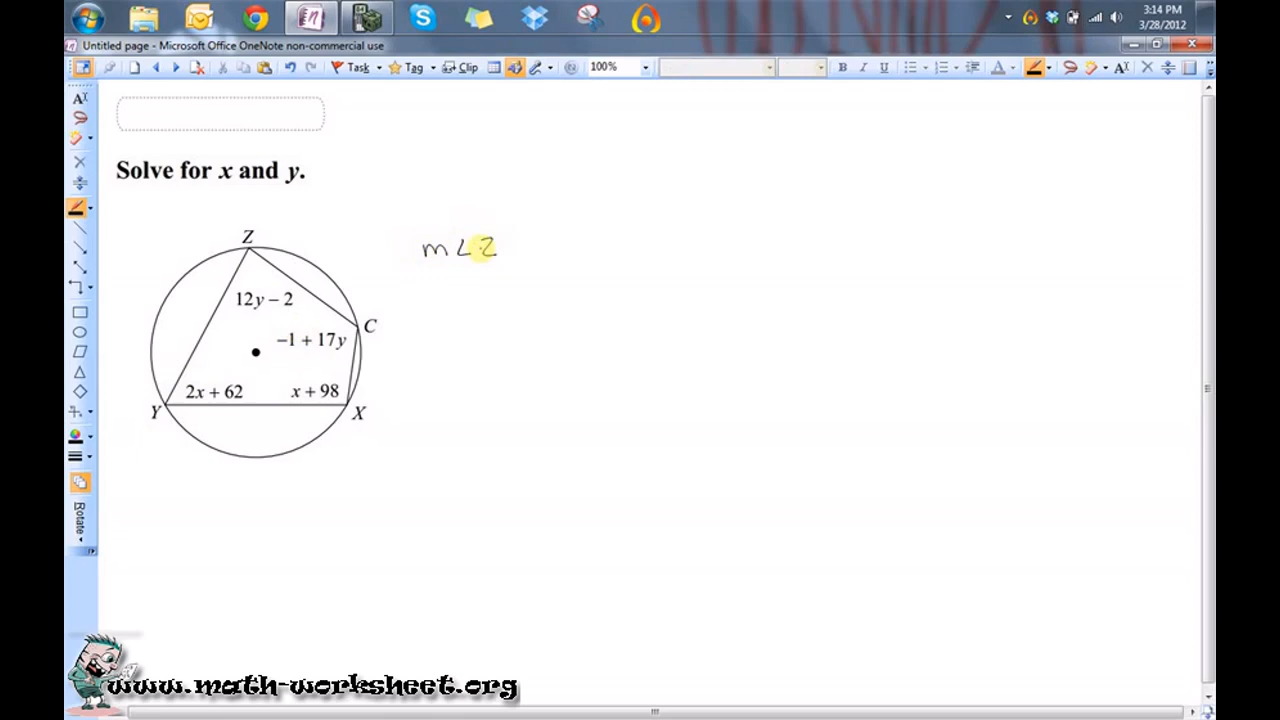 3:14 PM
3/28/2012
Untitled page - Microsoft Office OneNote non-commercial use
Task Tag Clip 100% B I U A A
A
Solve for x and y.
Z
m∠Z
12y – 2
C
–1 + 17y
2x + 62 x + 98
Y X
Rotate
www.math-worksheet.org